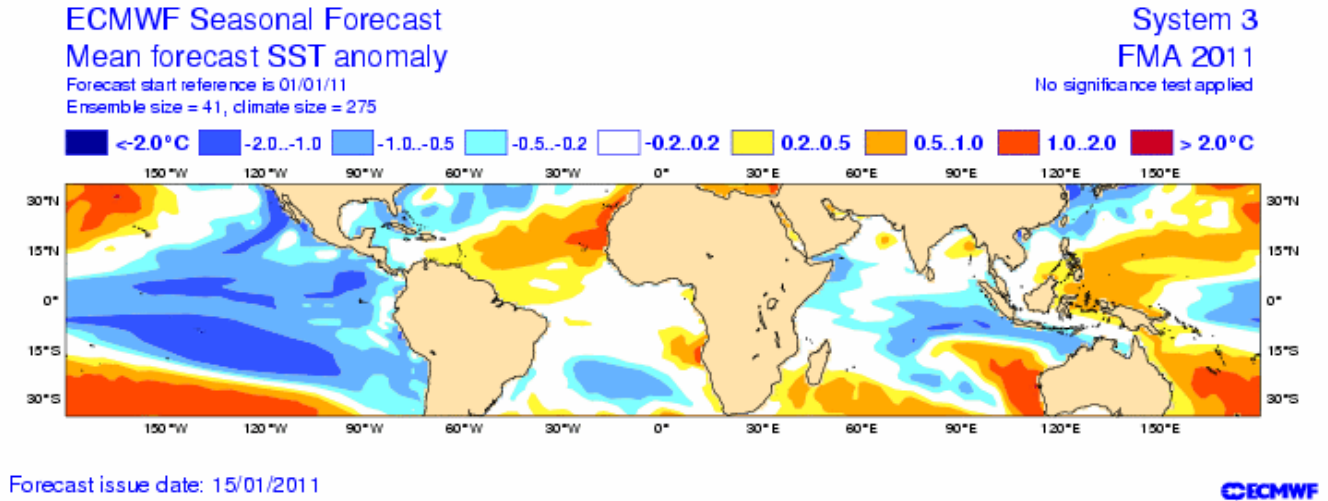 ECMWF Seasonal Forecast
System 3
Mean forecast SST anomaly
FMA 2011
Forecast start reference is 01/01/11
No significance test applied
Ensemble size = 41, climate size = 275
<-2.0°C -2.0..-1.0 -1.0..-0.5 -0.5..-0.2 -0.2..0.2 0.2..0.5 0.5..1.0 1.0..2.0 > 2.0°C
150°W 120°W 90°W 60°W 30°W 0° 30°E 60°E 90°E 120°E 150°E
30°N 30°N
15°N 15°N
0° 0°
15°S 15°S
30°S 30°S
150°W 120°W 90°W 60°W 30°W 0° 30°E 60°E 90°E 120°E 150°E
Forecast issue date: 15/01/2011
ECMWF